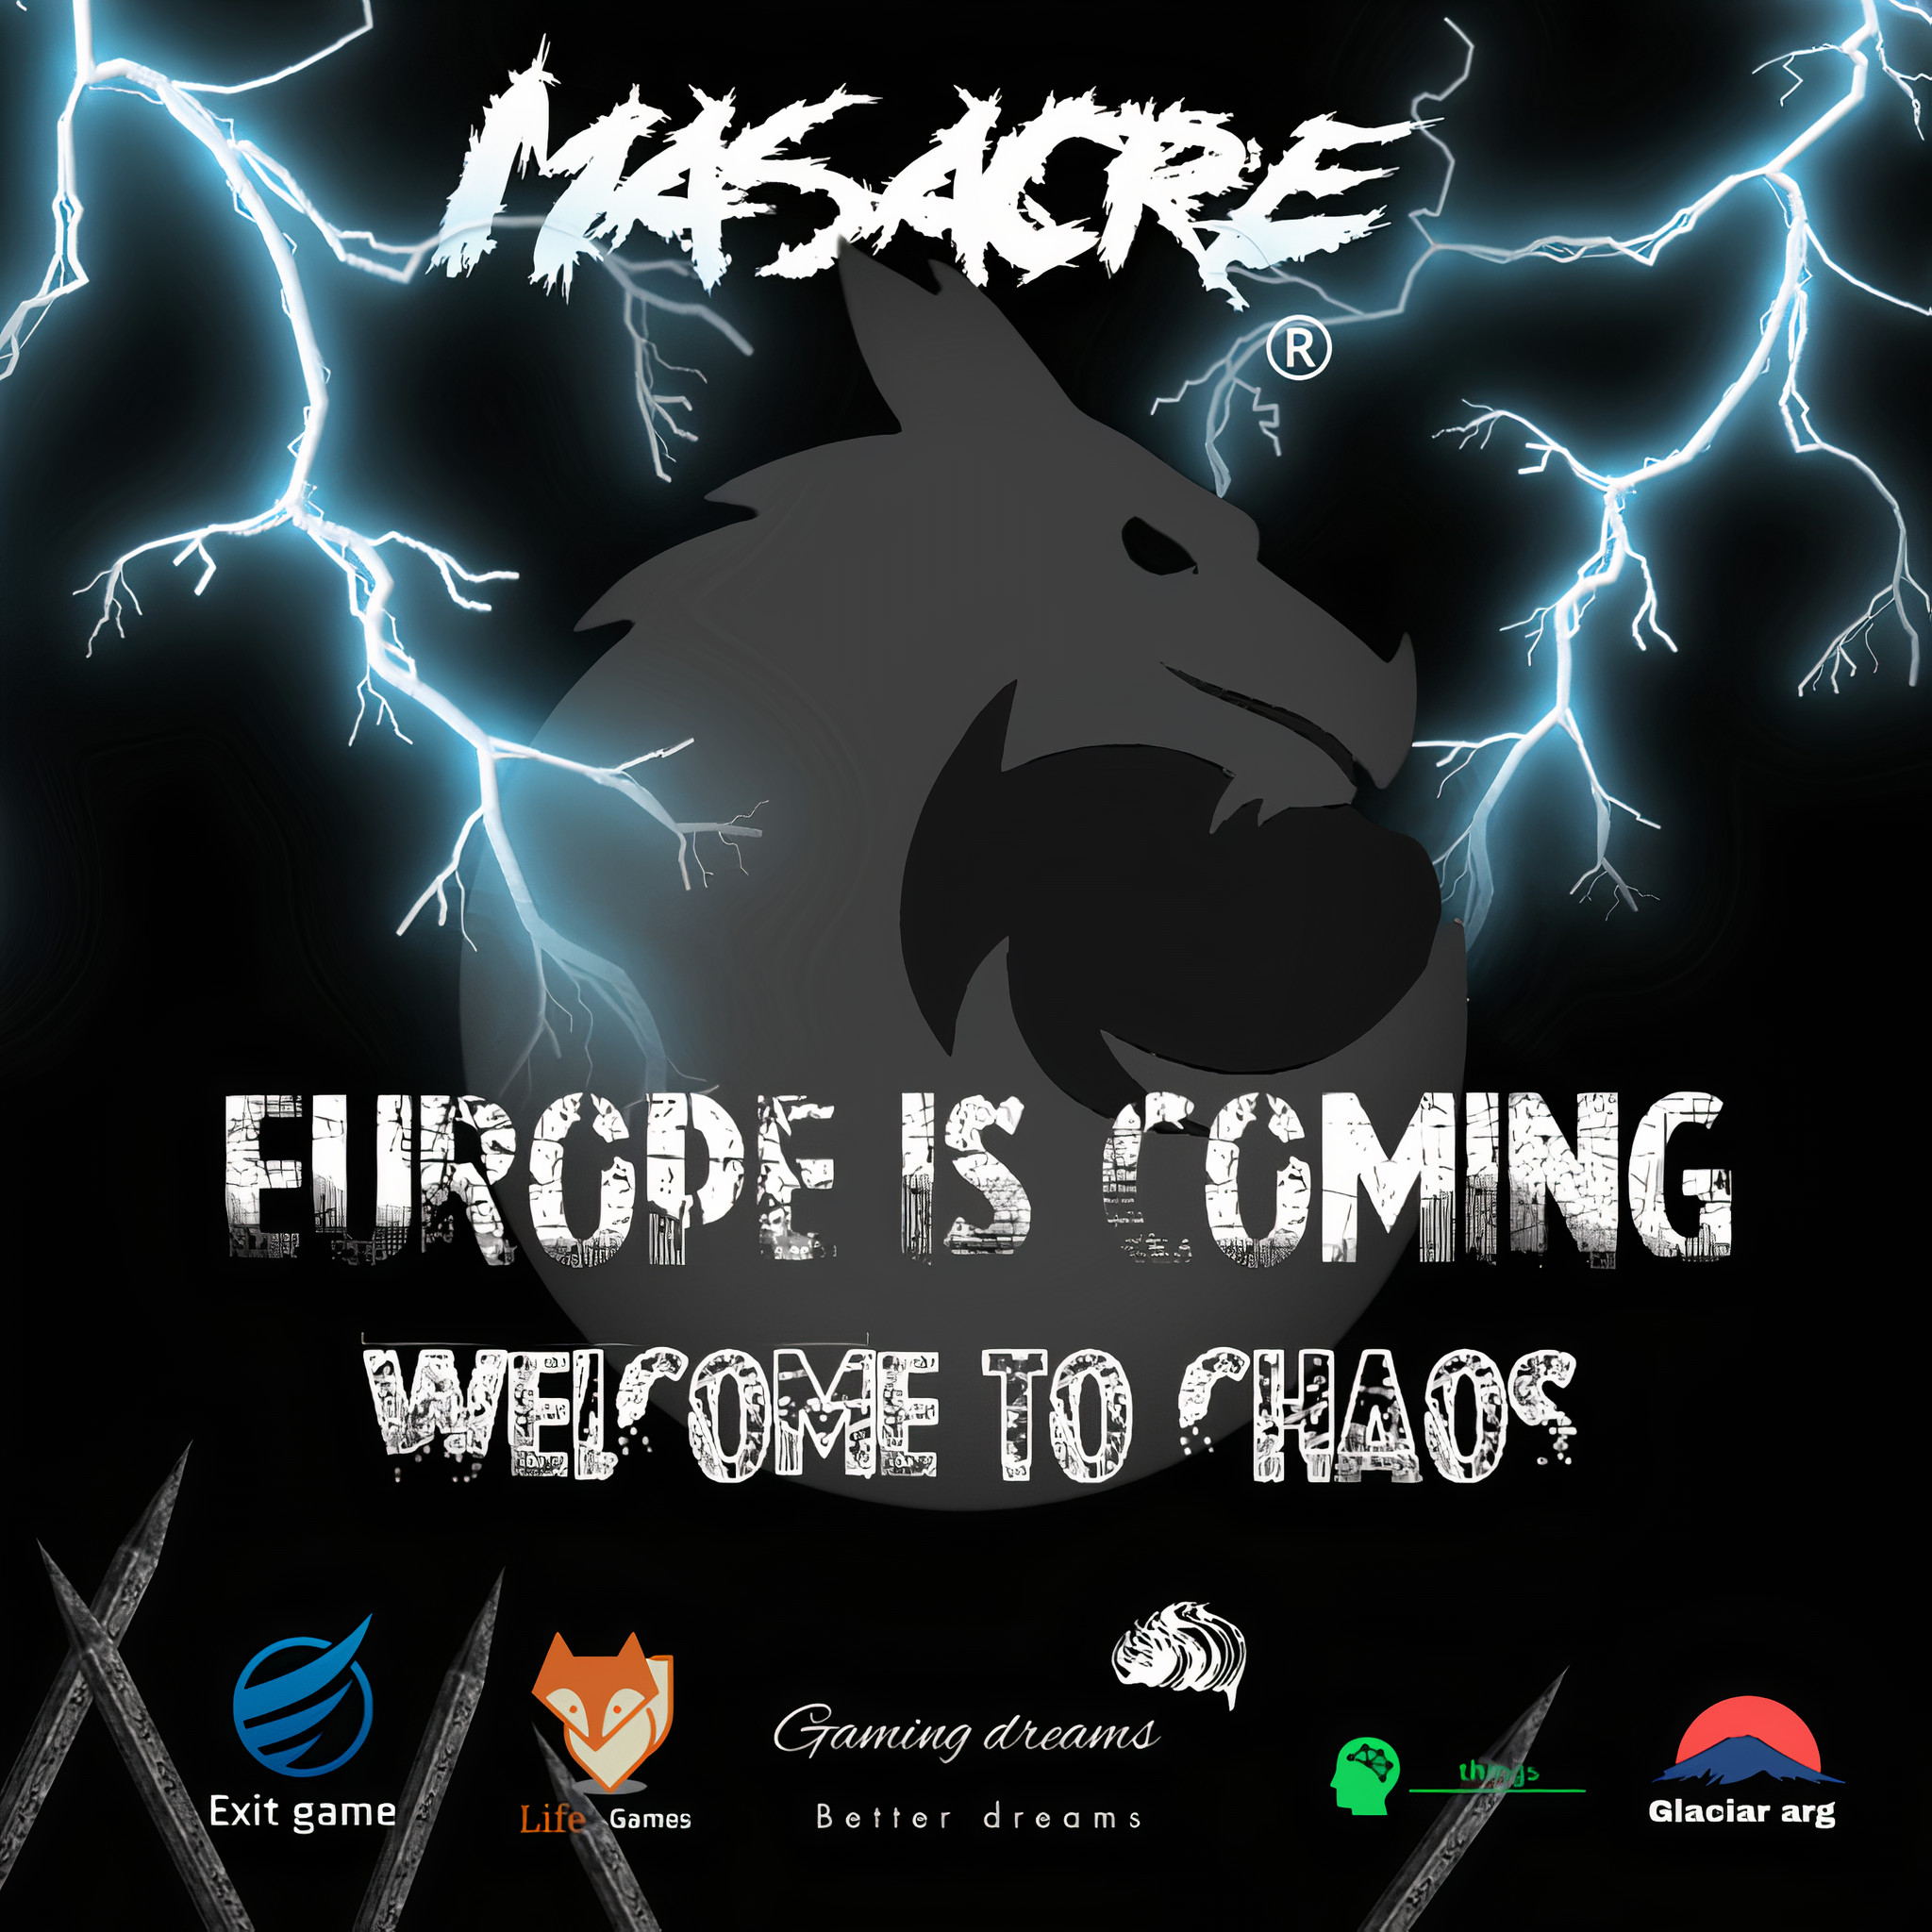 MASACRE
®
EUROPE IS COMING
WELCOME TO CHAOS
Exit game
Life Games
Gaming dreams
Better dreams
things
Glaciar arg